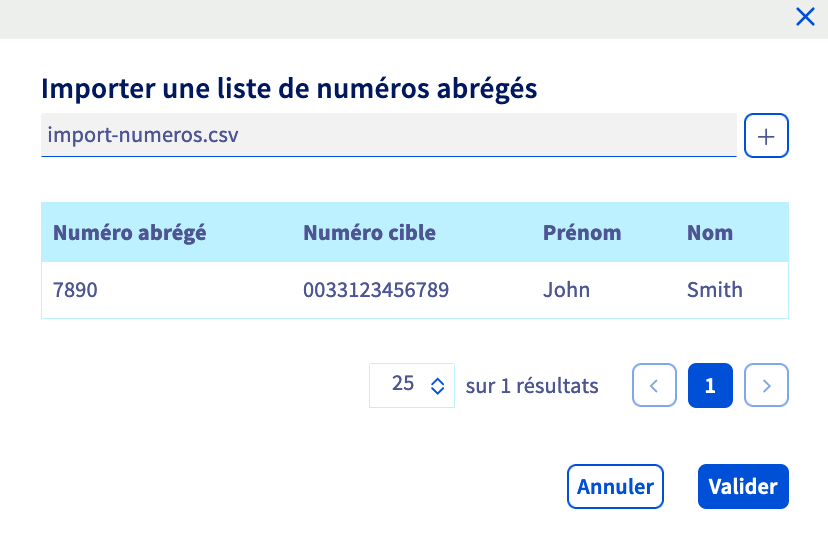 Importer une liste de numéros abrégés
import-numeros.csv
Numéro abrégé Numéro cible Prénom Nom
7890 0033123456789 John Smith
25 sur 1 résultats 1
Annuler Valider